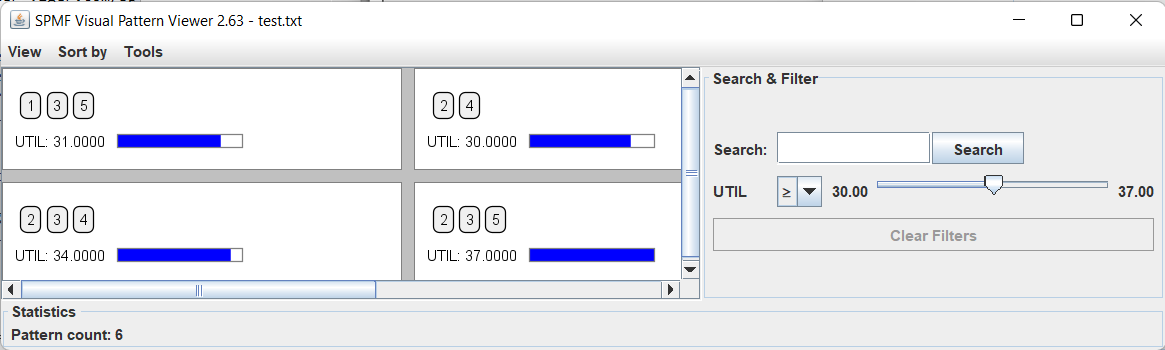 SPMF Visual Pattern Viewer 2.63 - test.txt
View Sort by Tools
1 3 5
UTIL: 31.0000
2 4
UTIL: 30.0000
2 3 4
UTIL: 34.0000
2 3 5
UTIL: 37.0000
Search & Filter
Search: Search
UTIL ≥ 30.00 37.00
Clear Filters
Statistics
Pattern count: 6